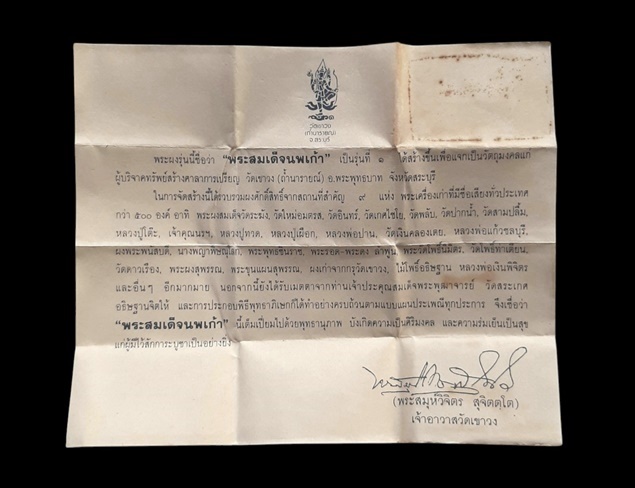 วัดเขาวง
(ถ้ำนารายณ์)
จ.สระบุรี
พระผงรุ่นนี้ชื่อว่า “พระสมเด็จนพเก้า” เป็นรุ่นที่ ๑ ได้สร้างขึ้นเพื่อแจกเป็นวัตถุมงคลแก่
ผู้บริจาคทรัพย์สร้างศาลาการเปรียญ วัดเขาวง (ถ้ำนารายณ์) อ.พระพุทธบาท จังหวัดสระบุรี
ในการจัดสร้างนี้ได้รวบรวมผงศักดิ์สิทธิ์จากสถานที่สำคัญ ๙ แห่ง พระเครื่องเก่าที่มีชื่อเสียงทั่วประเทศ
กว่า ๕๐๐ องค์ อาทิ พระผงสมเด็จวัดระฆัง, วัดใหม่อมตรส, วัดอินทร์, วัดเกศไชโย, วัดพลับ, วัดปากน้ำ, วัดสามปลื้ม,
หลวงปู่โต๊ะ, เจ้าคุณนรฯ, หลวงปู่ทวด, หลวงปู่เผือก, หลวงพ่อปาน, วัดเงินคลองเตย, หลวงพ่อแก้วชลบุรี,
ผงพระพนัสบดี, นางพญาพิษณุโลก, พระพุทธชินราช, พระรอด-พระคง ลำพูน, พระวัดโพธิ์นิมิตร, วัดโพธิ์ท่าเตียน,
วัดดาวเรือง, พระผงสุพรรณ, พระขุนแผนสุพรรณ, ผงเก่าจากกรุวัดเขาวง, ไม้โพธิ์อธิษฐาน หลวงพ่อเงินพิจิตร
และอื่นๆ อีกมากมาย นอกจากนี้ยังได้รับเมตตาจากท่านเจ้าประคุณสมเด็จพระพุฒาจารย์ วัดสระเกศ
อธิษฐานจิตให้ และการประกอบพิธีพุทธาภิเษกก็ได้ทำอย่างครบถ้วนตามแบบแผนประเพณีทุกประการ จึงเชื่อว่า
“พระสมเด็จนพเก้า” นี้เต็มเปี่ยมไปด้วยพุทธานุภาพ บังเกิดความเป็นศิริมงคล และความร่มเย็นเป็นสุข
แก่ผู้มีไว้สักการะบูชาเป็นอย่างยิ่ง
(พระสมุห์วิจิตร สุจิตตฺโต)
เจ้าอาวาสวัดเขาวง